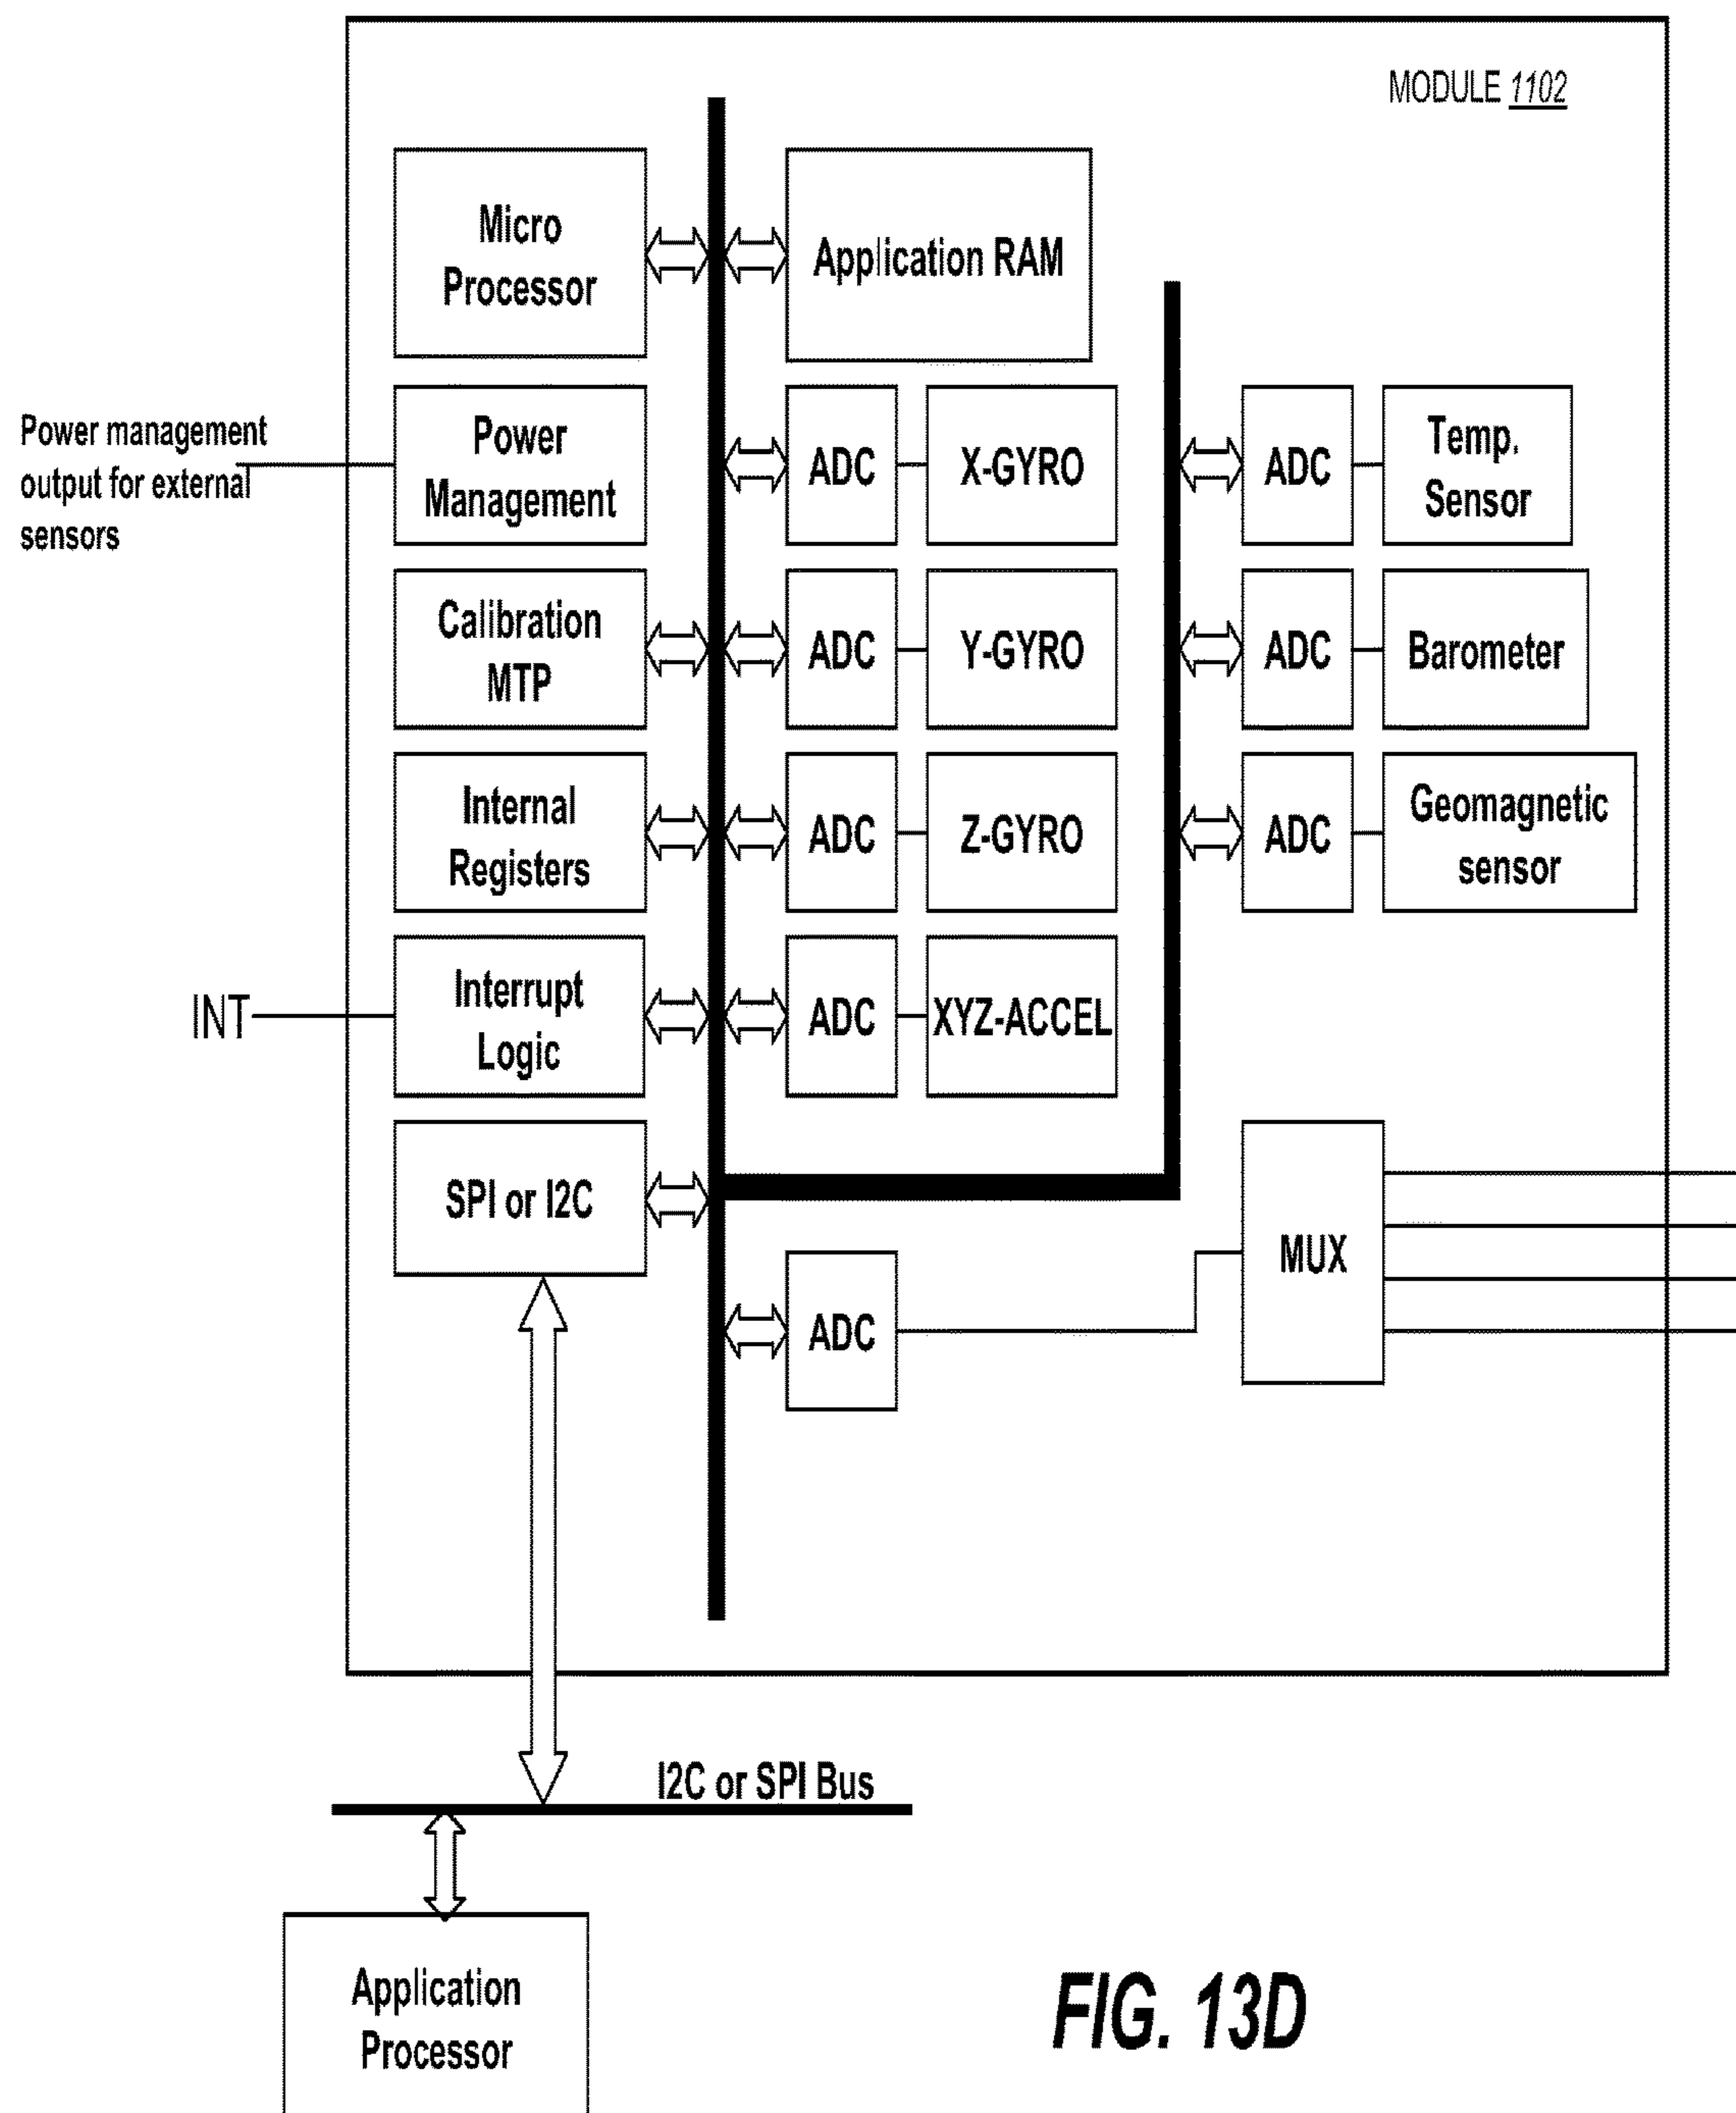 MODULE 1102
Micro
Processor
Application RAM
Power management
output for external
sensors
Power
Management
ADC
X-GYRO
ADC
Temp.
Sensor
Calibration
MTP
ADC
Y-GYRO
ADC
Barometer
Internal
Registers
ADC
Z-GYRO
ADC
Geomagnetic
sensor
INT
Interrupt
Logic
ADC
XYZ-ACCEL
SPI or I2C
MUX
ADC
I2C or SPI Bus
Application
Processor
FIG. 13D